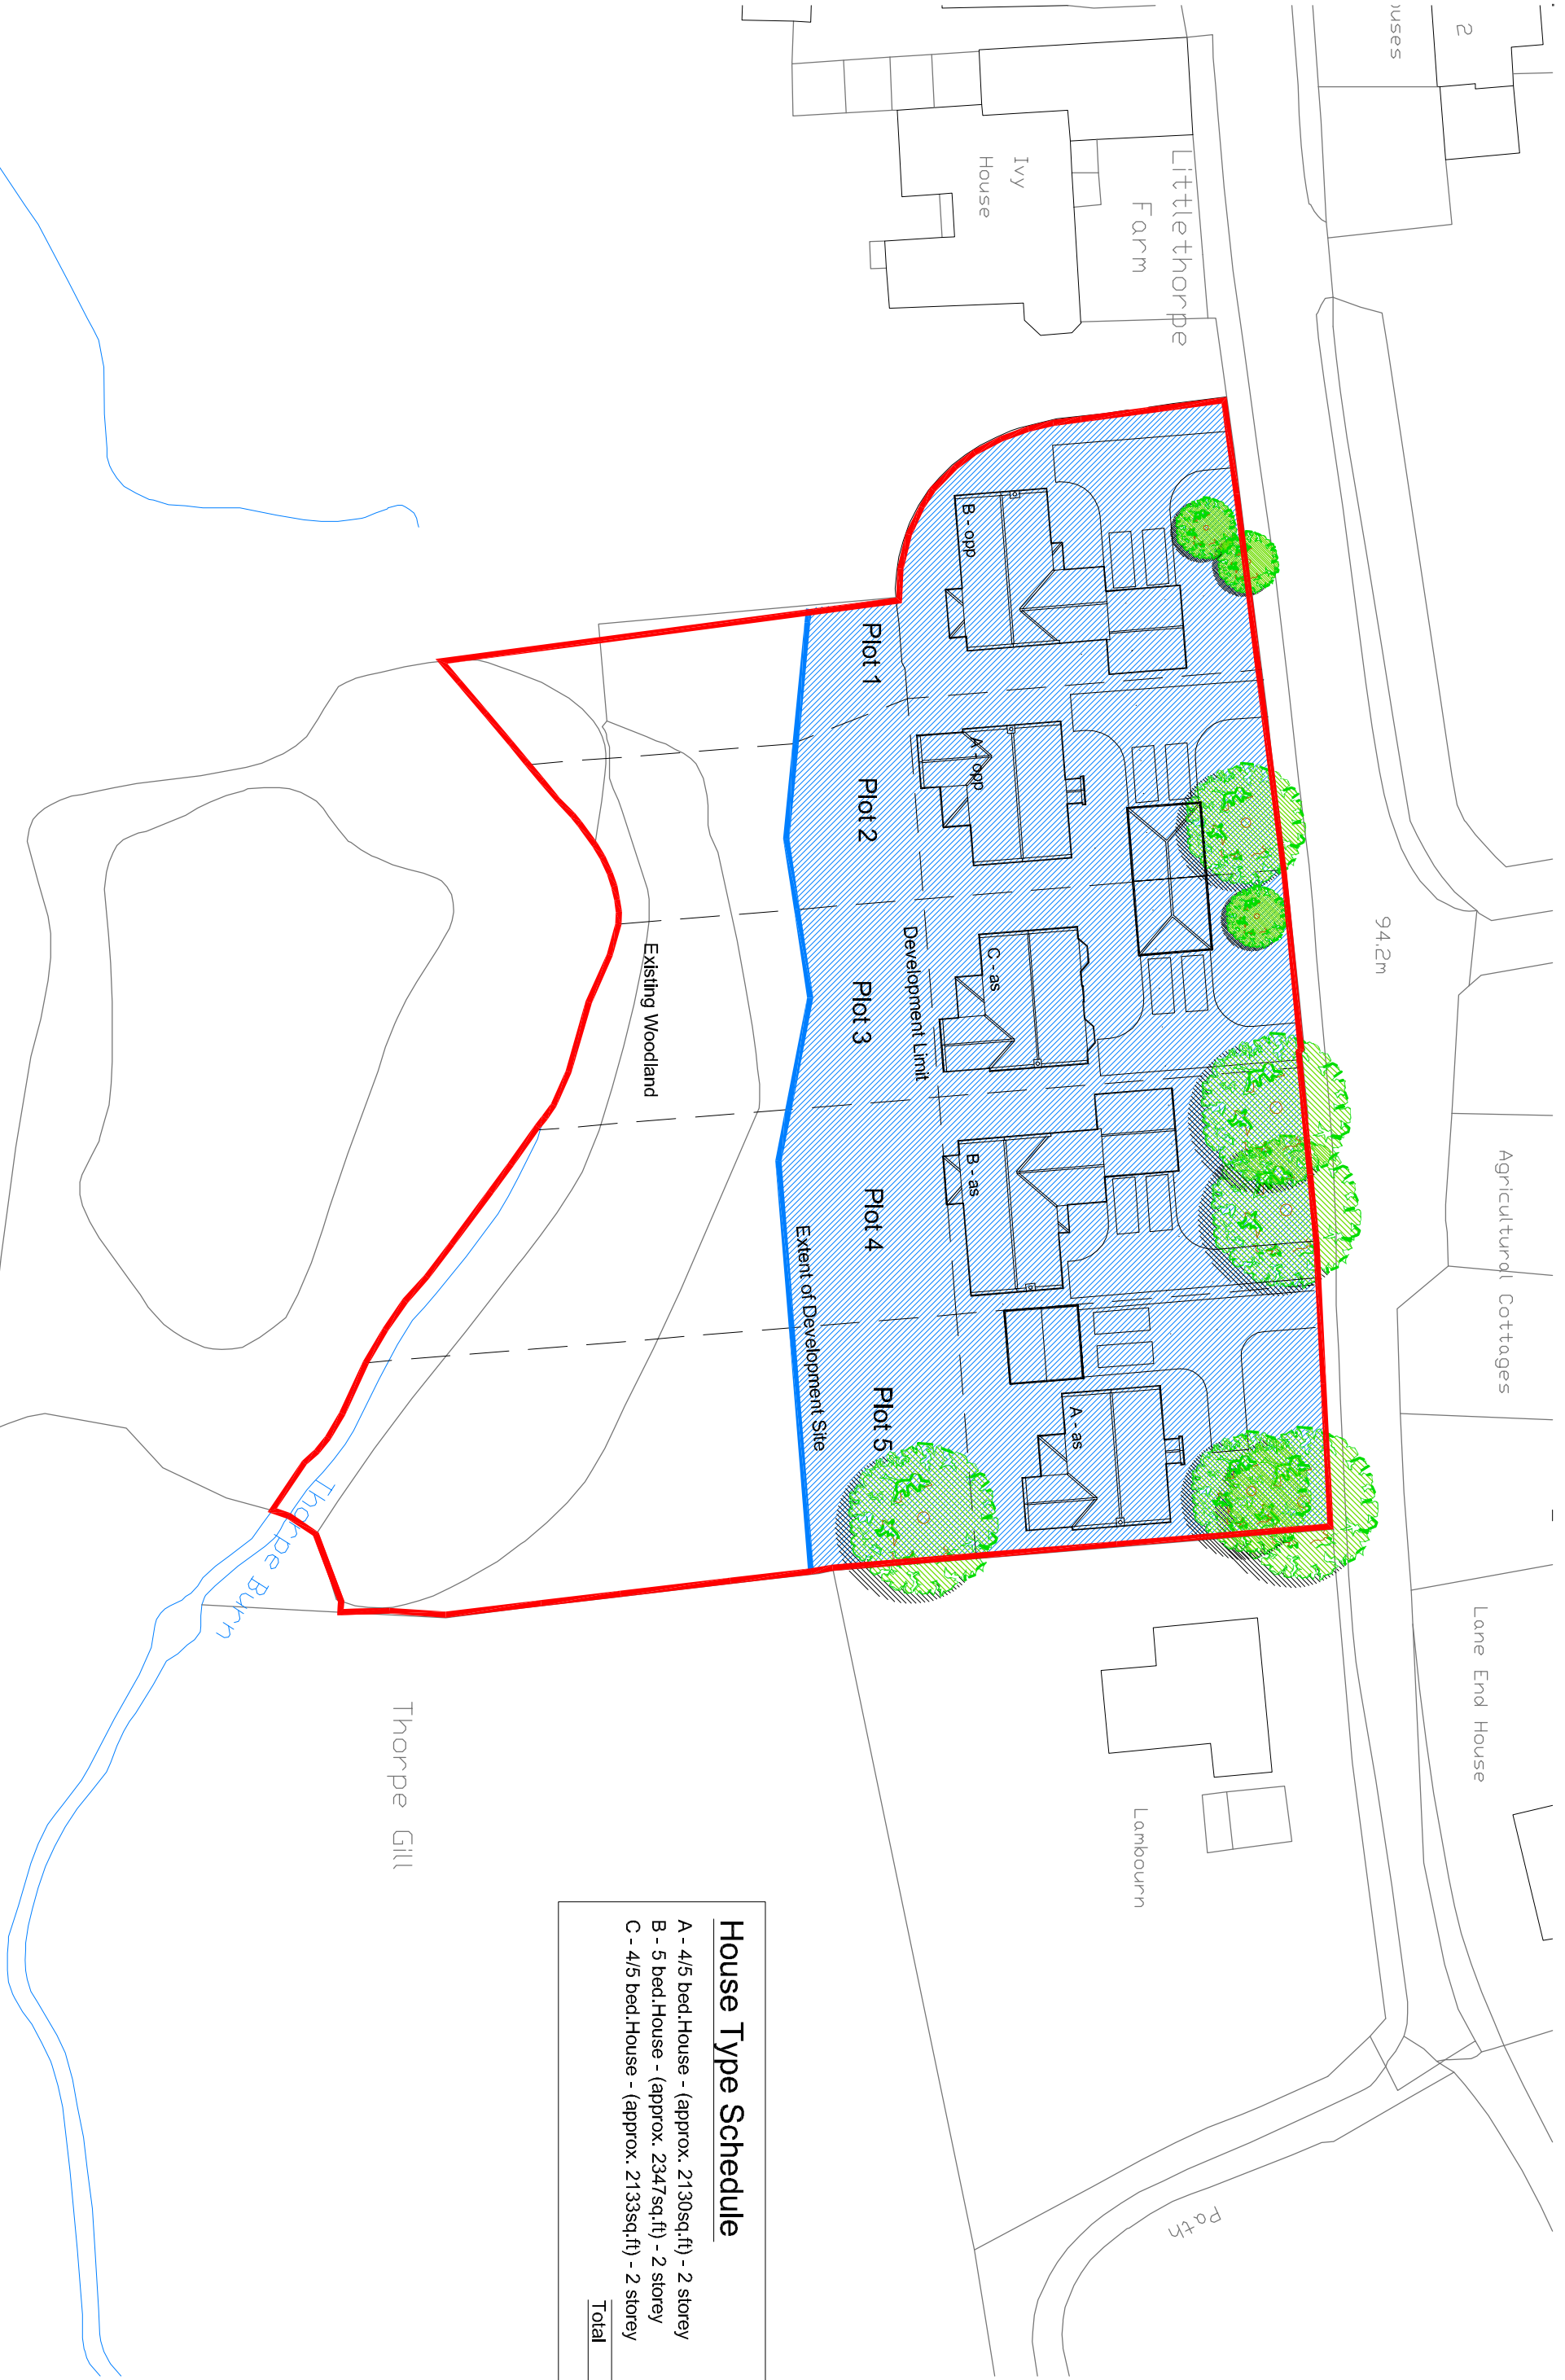 2
ouses
Littlethorpe
Farm
Ivy
House
94.2m
Agricultural Cottages
Lane End House
Lambourn
Path
B - opp
A - opp
C - as
B - as
A - as
Plot 1
Plot 2
Plot 3
Plot 4
Plot 5
Development Limit
Extent of Development Site
Existing Woodland
Thorpe Burn
Thorpe Gill
House Type Schedule
A - 4/5 bed.House - (approx. 2130sq.ft) - 2 storey
B - 5 bed.House - (approx. 2347sq.ft) - 2 storey
C - 4/5 bed.House - (approx. 2133sq.ft) - 2 storey
Total